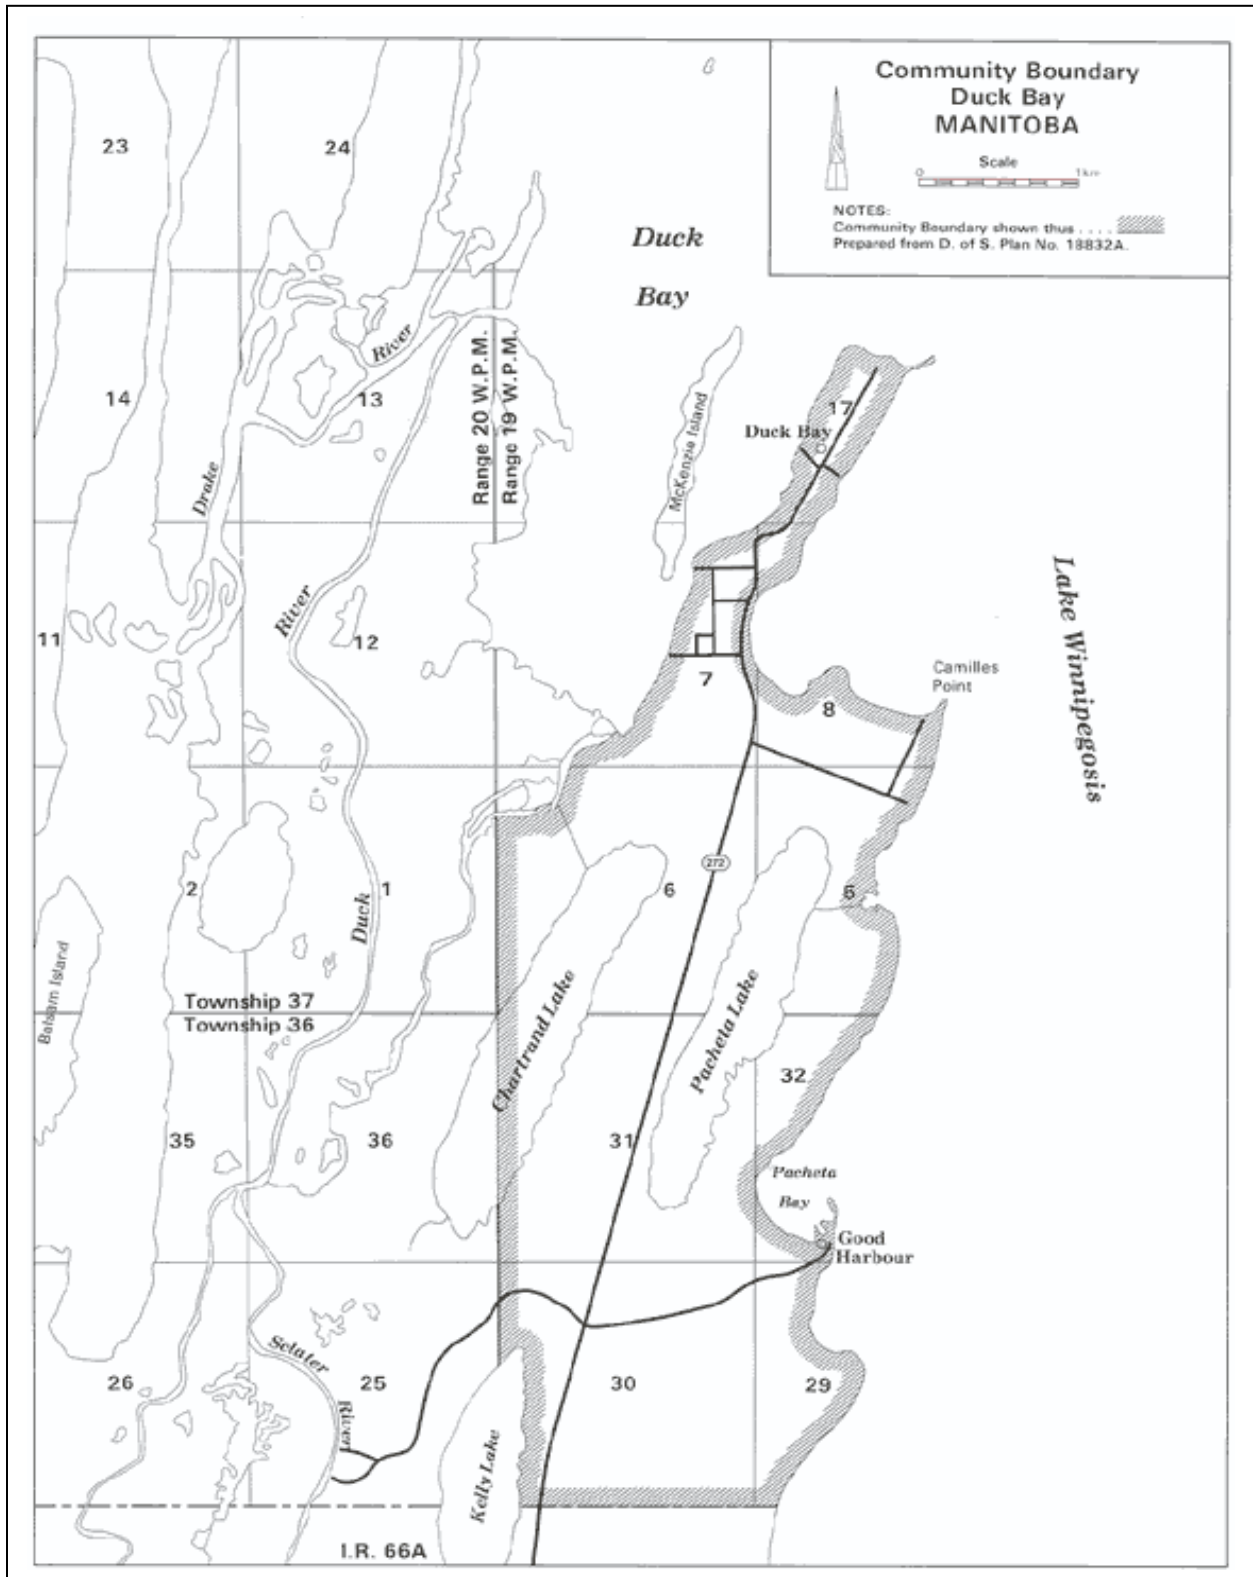 Community Boundary
Duck Bay
MANITOBA
Scale
0 1km
NOTES:
Community Boundary shown thus . . . .
Prepared from D. of S. Plan No. 18832A.
23
24
Duck
Bay
River
14
13
Range 20 W.P.M.
Range 19 W.P.M.
McKenzie Island
17
Duck Bay
Drake
Lake Winnipegosis
River
11
12
7
Camilles
Point
8
272
2
1
6
5
Duck
Balsam Island
Township 37
Township 36
Chartrand Lake
Pacheta Lake
32
35
36
31
Pacheta
Bay
Good
Harbour
Sclater
River
26
25
30
29
Kelly Lake
I.R. 66A